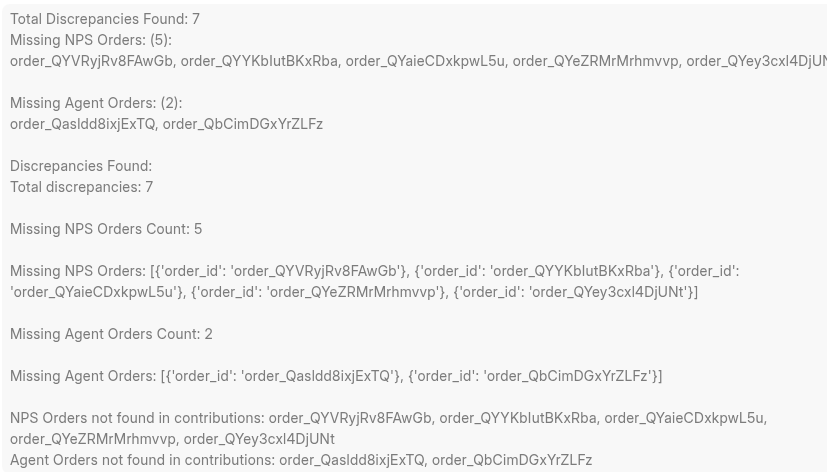 Total Discrepancies Found: 7
Missing NPS Orders: (5):
order_QYVRyjRv8FAwGb, order_QYYKblutBKxRba, order_QYaieCDxkpwL5u, order_QYeZRMrMrhmvvp, order_QYey3cxl4DjUN
Missing Agent Orders: (2):
order_Qasldd8ixjExTQ, order_QbCimDGxYrZLFz
Discrepancies Found:
Total discrepancies: 7
Missing NPS Orders Count: 5
Missing NPS Orders: [{'order_id': 'order_QYVRyjRv8FAwGb'}, {'order_id': 'order_QYYKblutBKxRba'}, {'order_id':
'order_QYaieCDxkpwL5u'}, {'order_id': 'order_QYeZRMrMrhmvvp'}, {'order_id': 'order_QYey3cxl4DjUNt'}]
Missing Agent Orders Count: 2
Missing Agent Orders: [{'order_id': 'order_Qasldd8ixjExTQ'}, {'order_id': 'order_QbCimDGxYrZLFz'}]
NPS Orders not found in contributions: order_QYVRyjRv8FAwGb, order_QYYKblutBKxRba, order_QYaieCDxkpwL5u,
order_QYeZRMrMrhmvvp, order_QYey3cxl4DjUNt
Agent Orders not found in contributions: order_Qasldd8ixjExTQ, order_QbCimDGxYrZLFz